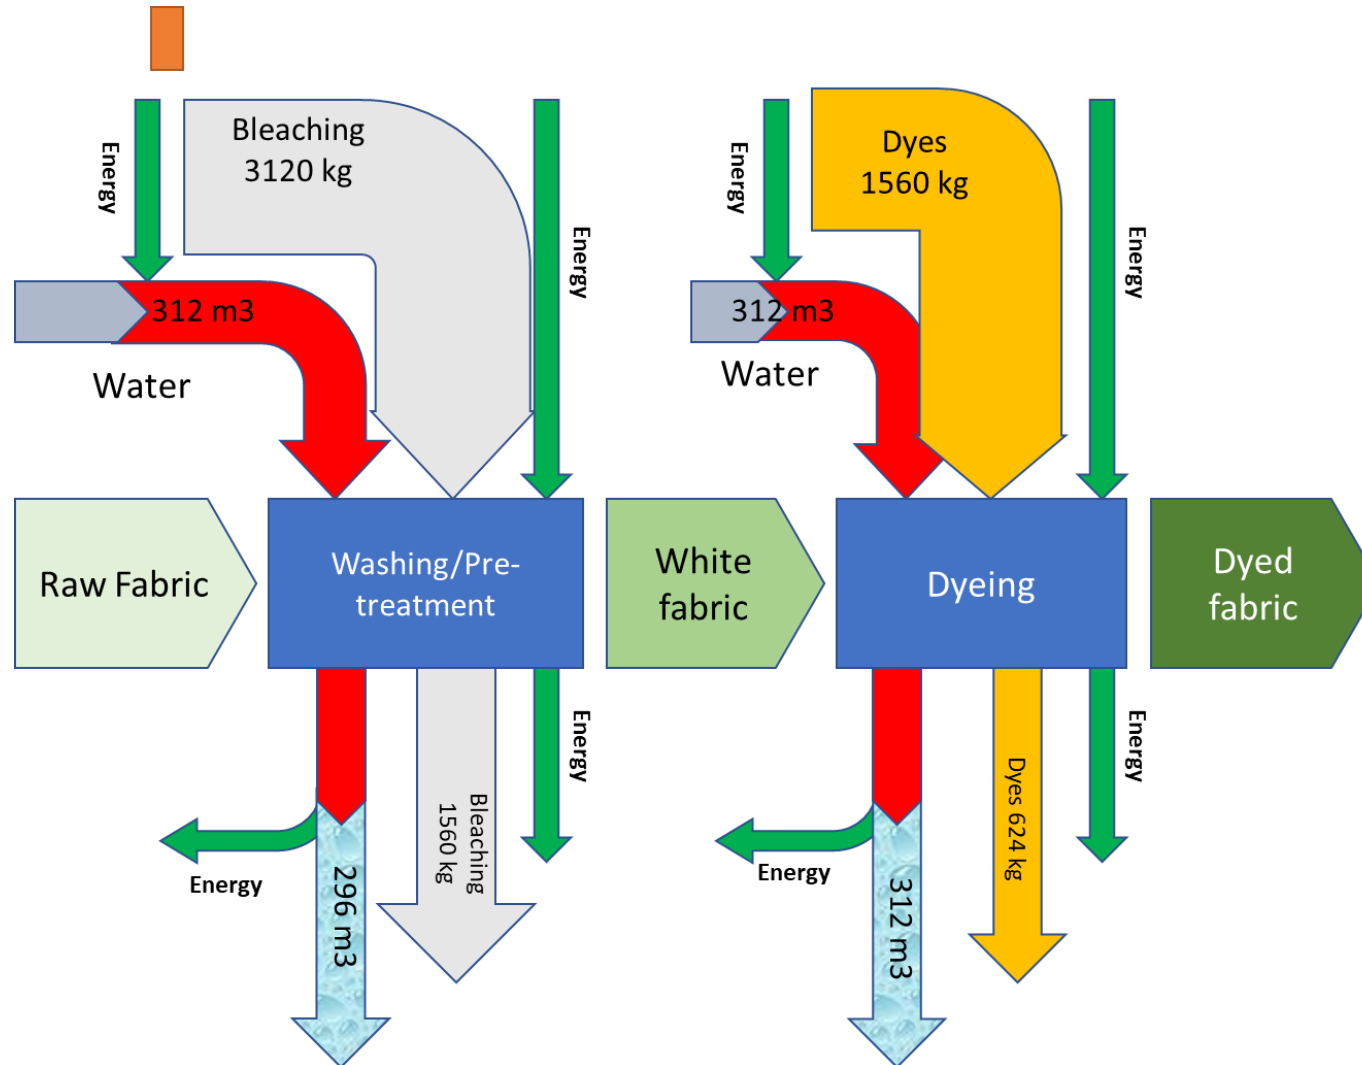 Bleaching
3120 kg
Energy
Energy
312 m3
Water
Dyes
1560 kg
Energy
Energy
312 m3
Water
Raw Fabric
Washing/Pre-
treatment
White
fabric
Dyeing
Dyed
fabric
Energy
296 m3
Bleaching
1560 kg
Energy
Energy
312 m3
Dyes 624 kg
Energy